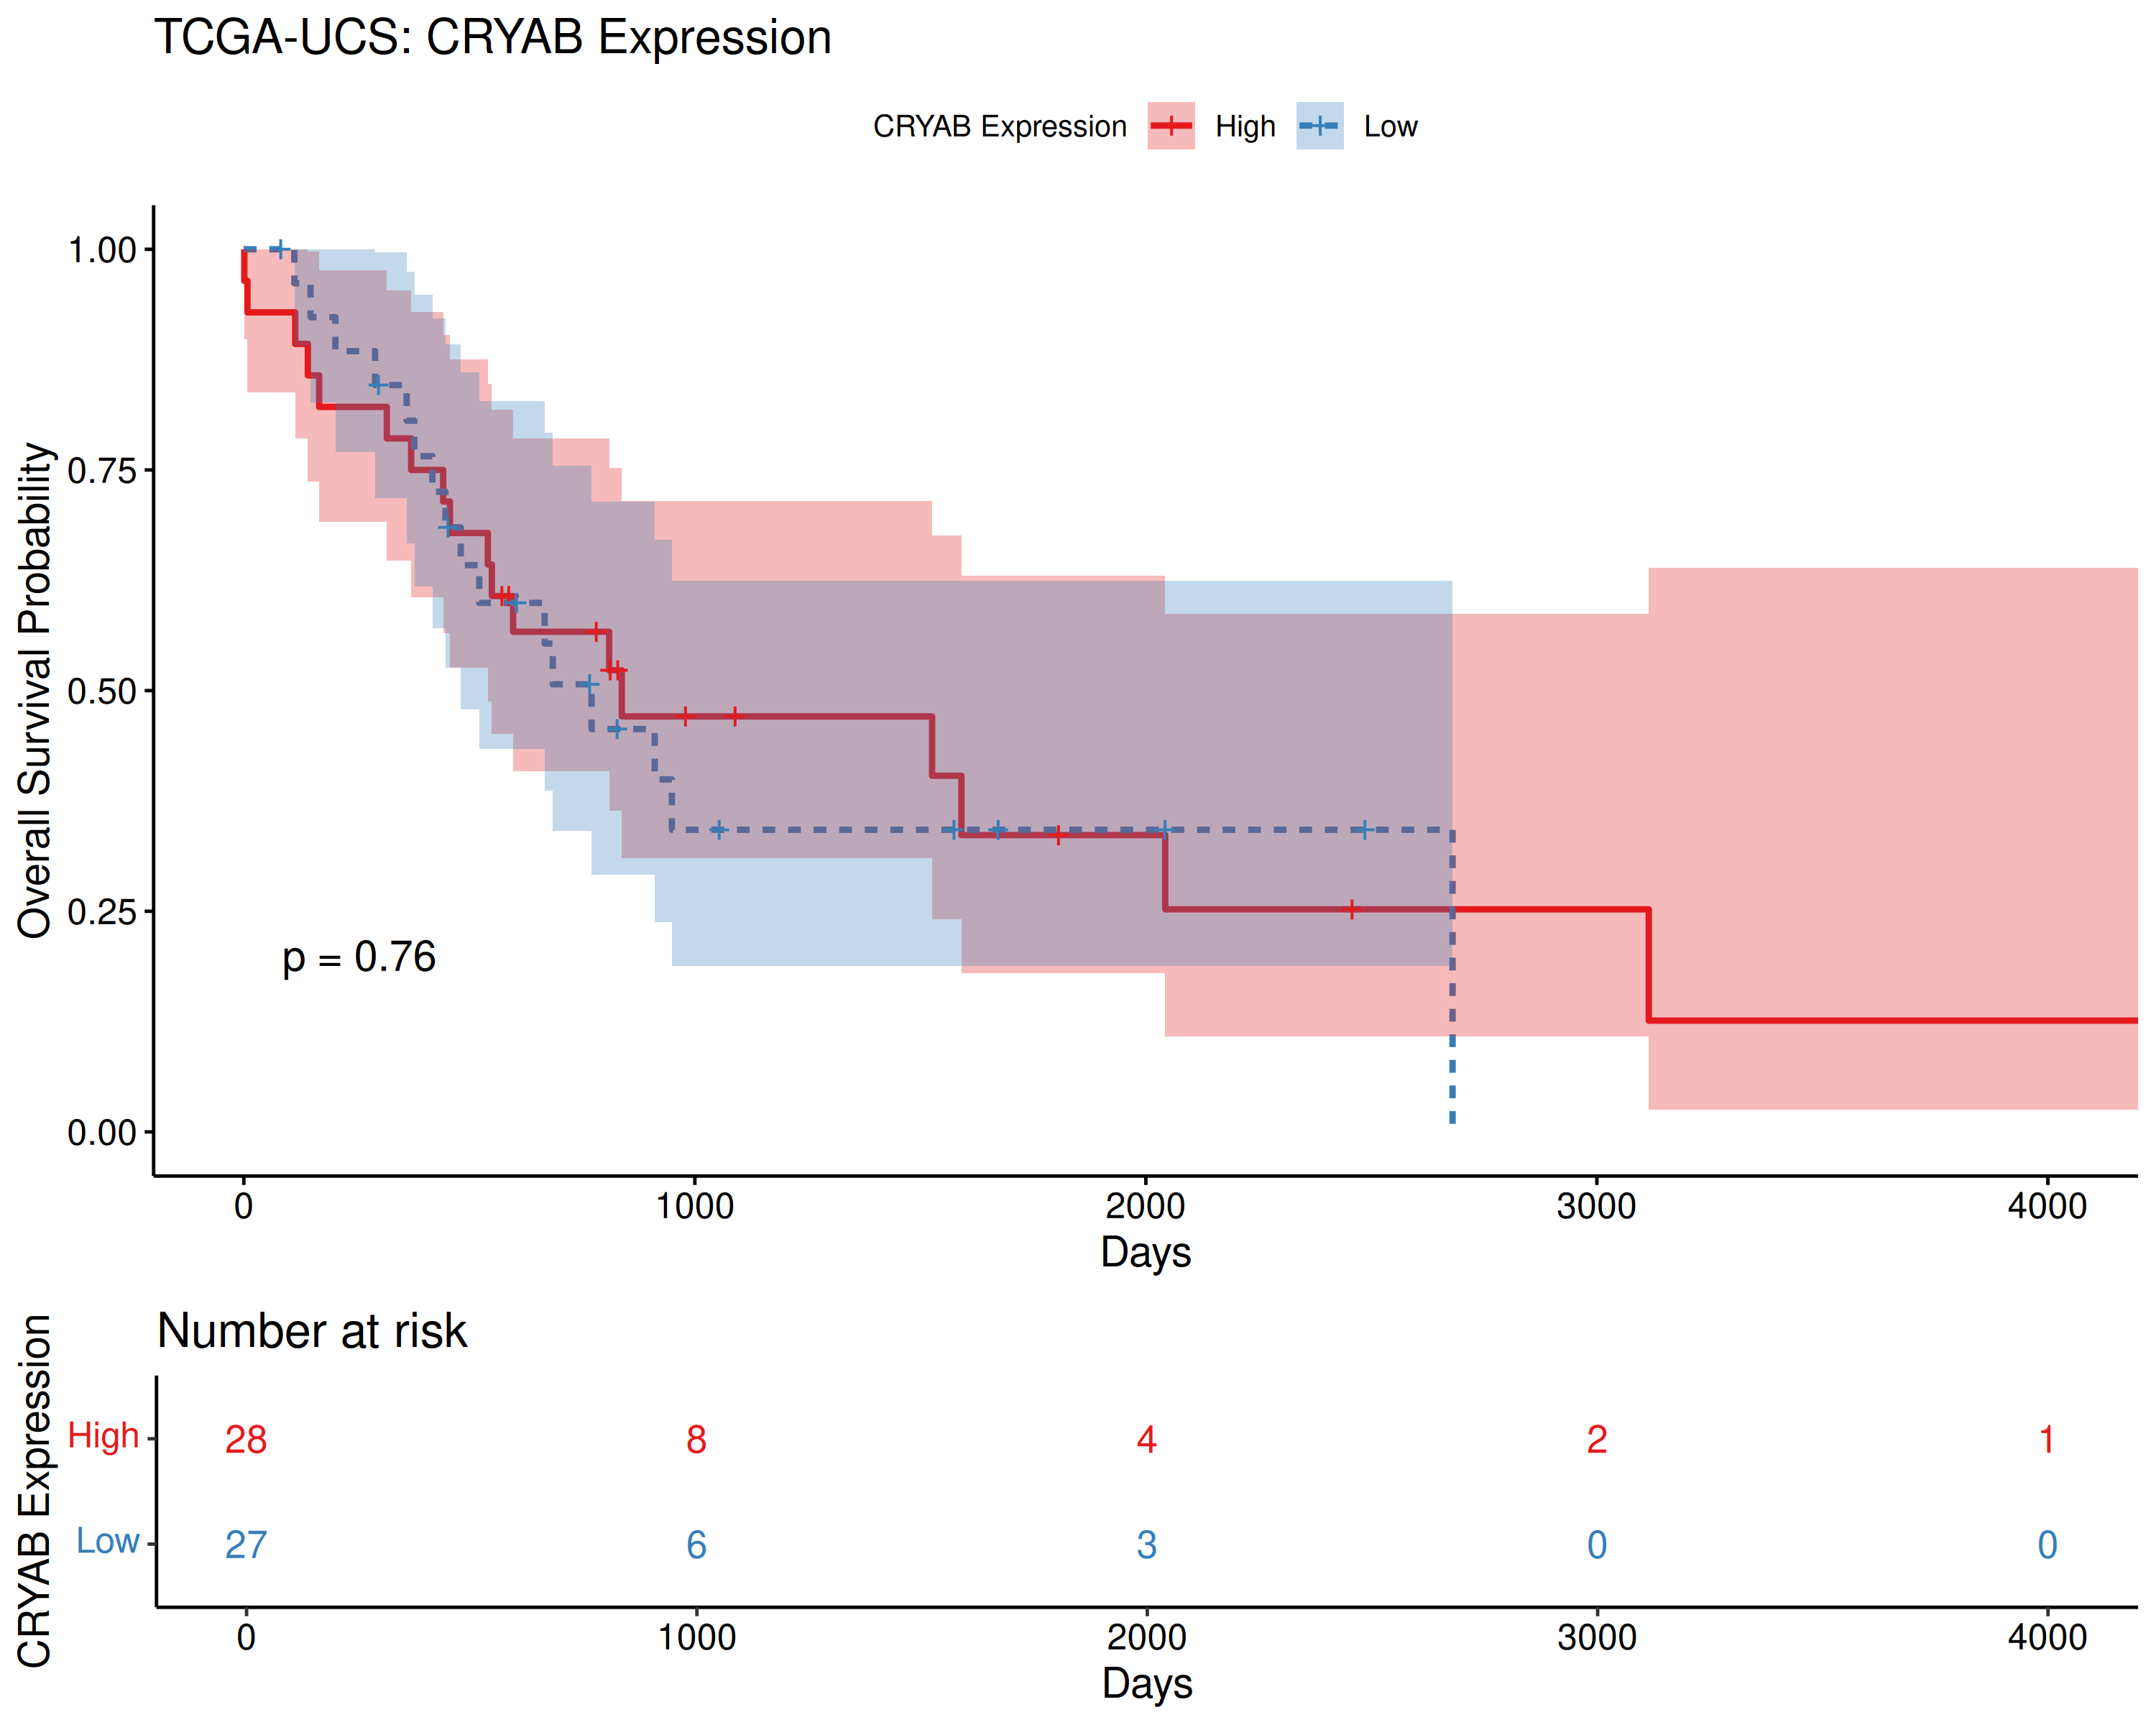 TCGA-UCS: CRYAB Expression
CRYAB Expression High Low
Overall Survival Probability
1.00
0.75
0.50
0.25
0.00
p = 0.76
0 1000 2000 3000 4000
Days
Number at risk
CRYAB Expression
High 28 8 4 2 1
Low 27 6 3 0 0
0 1000 2000 3000 4000
Days